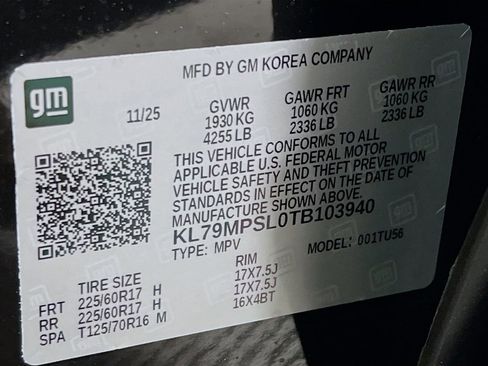 MFD BY GM KOREA COMPANY
gm
11/25
GVWR GAWR FRT GAWR RR
1930 KG 1060 KG 1060 KG
4255 LB 2336 LB 2336 LB
THIS VEHICLE CONFORMS TO ALL
APPLICABLE U.S. FEDERAL MOTOR
VEHICLE SAFETY AND THEFT PREVENTION
STANDARDS IN EFFECT ON THE DATE OF
MANUFACTURE SHOWN ABOVE.
KL79MPSL0TB103940
TYPE: MPV MODEL: 001TU56
TIRE SIZE RIM
FRT 225/60R17 H 17X7.5J
RR 225/60R17 H 17X7.5J
SPA T125/70R16 M 16X4BT